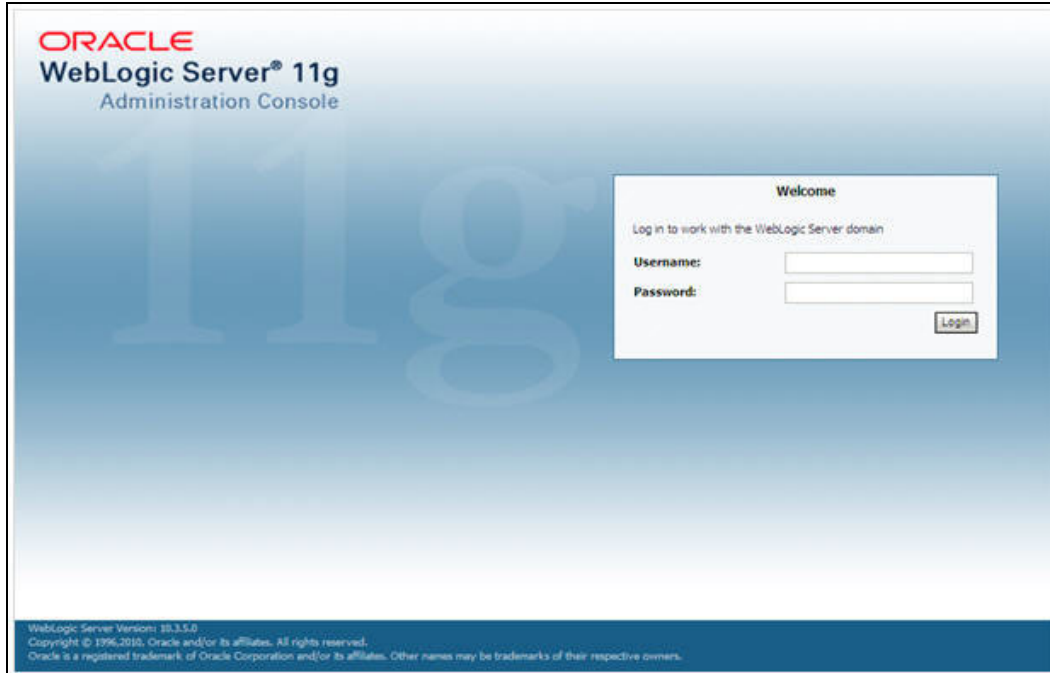 ORACLE
WebLogic Server® 11g
Administration Console
11g
Welcome
Log in to work with the WebLogic Server domain
Username:
Password:
Login
WebLogic Server Version: 10.3.5.0
Copyright © 1996,2010, Oracle and/or its affiliates. All rights reserved.
Oracle is a registered trademark of Oracle Corporation and/or its affiliates. Other names may be trademarks of their respective owners.